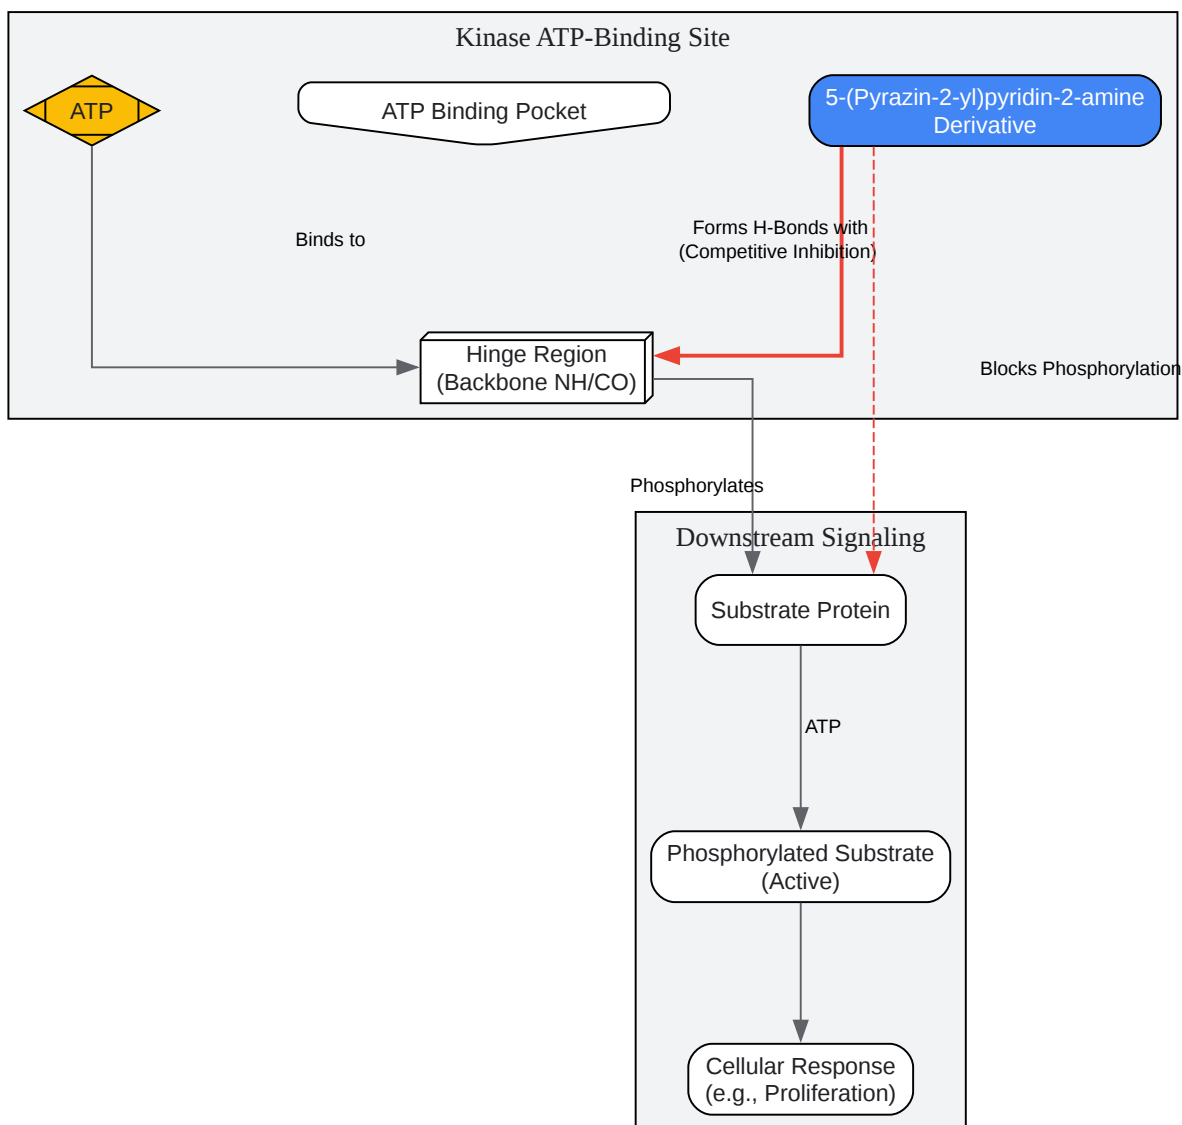 Kinase ATP-Binding Site
ATP
ATP Binding Pocket
5-(Pyrazin-2-yl)pyridin-2-amine
Derivative
Binds to
Forms H-Bonds with
(Competitive Inhibition)
Hinge Region
(Backbone NH/CO)
Blocks Phosphorylation
Phosphorylates
Downstream Signaling
Substrate Protein
ATP
Phosphorylated Substrate
(Active)
Cellular Response
(e.g., Proliferation)